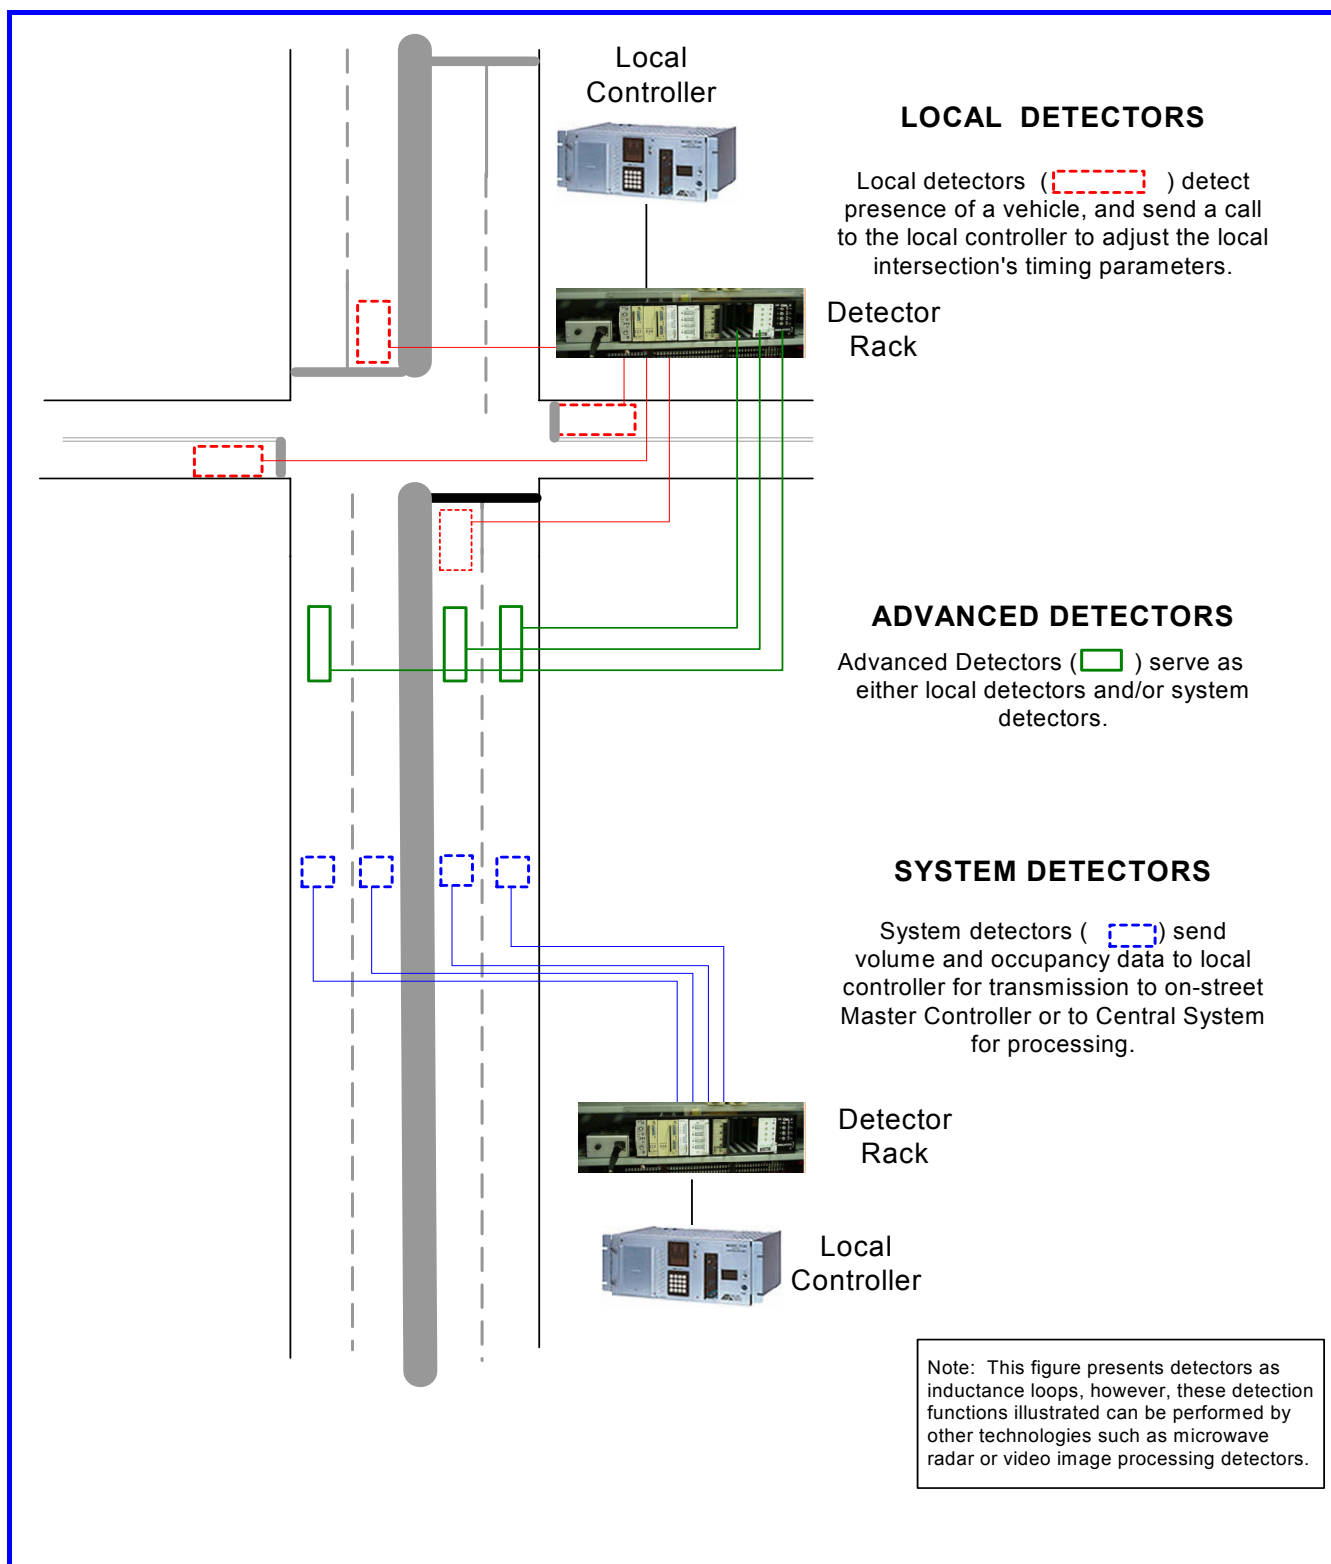 Local
Controller
LOCAL DETECTORS
Local detectors ( ) detect
presence of a vehicle, and send a call
to the local controller to adjust the local
intersection's timing parameters.
Detector
Rack
ADVANCED DETECTORS
Advanced Detectors ( ) serve as
either local detectors and/or system
detectors.
SYSTEM DETECTORS
System detectors ( ) send
volume and occupancy data to local
controller for transmission to on-street
Master Controller or to Central System
for processing.
Detector
Rack
Local
Controller
Note: This figure presents detectors as
inductance loops, however, these detection
functions illustrated can be performed by
other technologies such as microwave
radar or video image processing detectors.